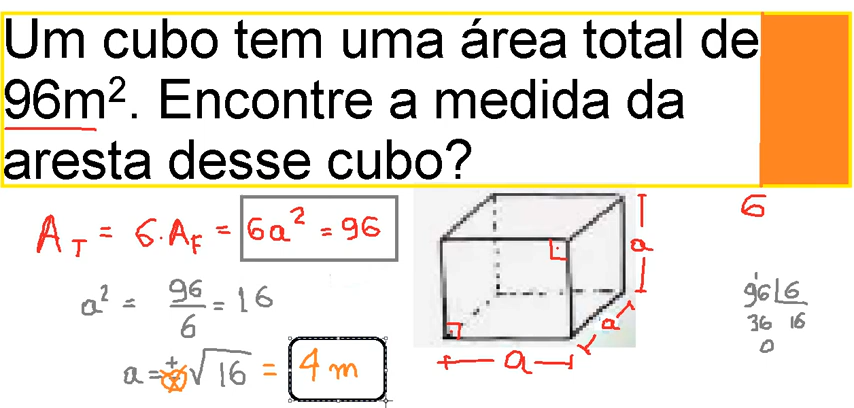 Um cubo tem uma área total de
96m². Encontre a medida da
aresta desse cubo?
A_T = 6.A_F = 6a² = 96
6
a² = 96/6 = 16
a = ± √16 = 4 m
a
a
a
96 6
36 16
0